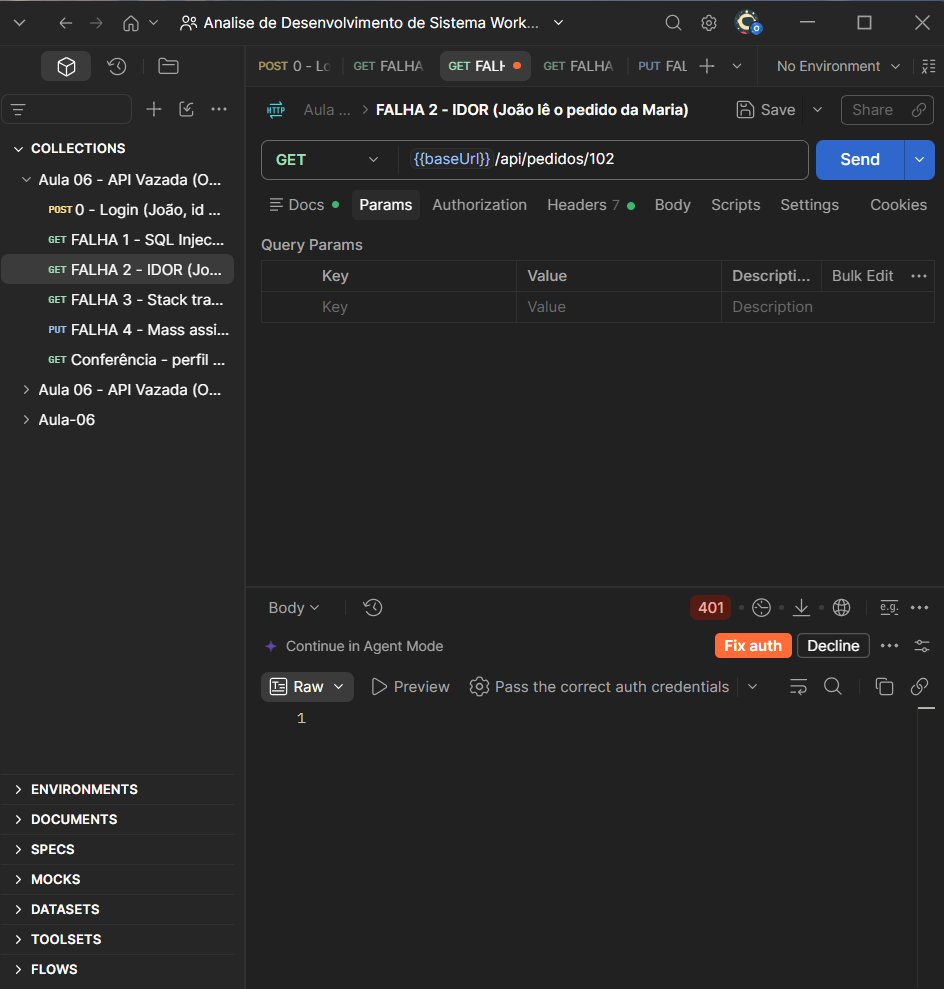 Analise de Desenvolvimento de Sistema Work...
POST 0 - Lo
GET FALHA
GET FALH
GET FALHA
PUT FAL
No Environment
HTTP
Aula ... > FALHA 2 - IDOR (João lê o pedido da Maria)
Save
Share
COLLECTIONS
Aula 06 - API Vazada (O...
POST 0 - Login (João, id ...
GET FALHA 1 - SQL Injec...
GET FALHA 2 - IDOR (Jo...
GET FALHA 3 - Stack tra...
PUT FALHA 4 - Mass assi...
GET Conferência - perfil ...
Aula 06 - API Vazada (O...
Aula-06
GET
{{baseUrl}} /api/pedidos/102
Send
Docs
Params
Authorization
Headers 7
Body
Scripts
Settings
Cookies
Query Params
Key Value Descripti... Bulk Edit
Key Value Description
Body
401
e.g.
Continue in Agent Mode
Fix auth
Decline
Raw
Preview
Pass the correct auth credentials
1
ENVIRONMENTS
DOCUMENTS
SPECS
MOCKS
DATASETS
TOOLSETS
FLOWS